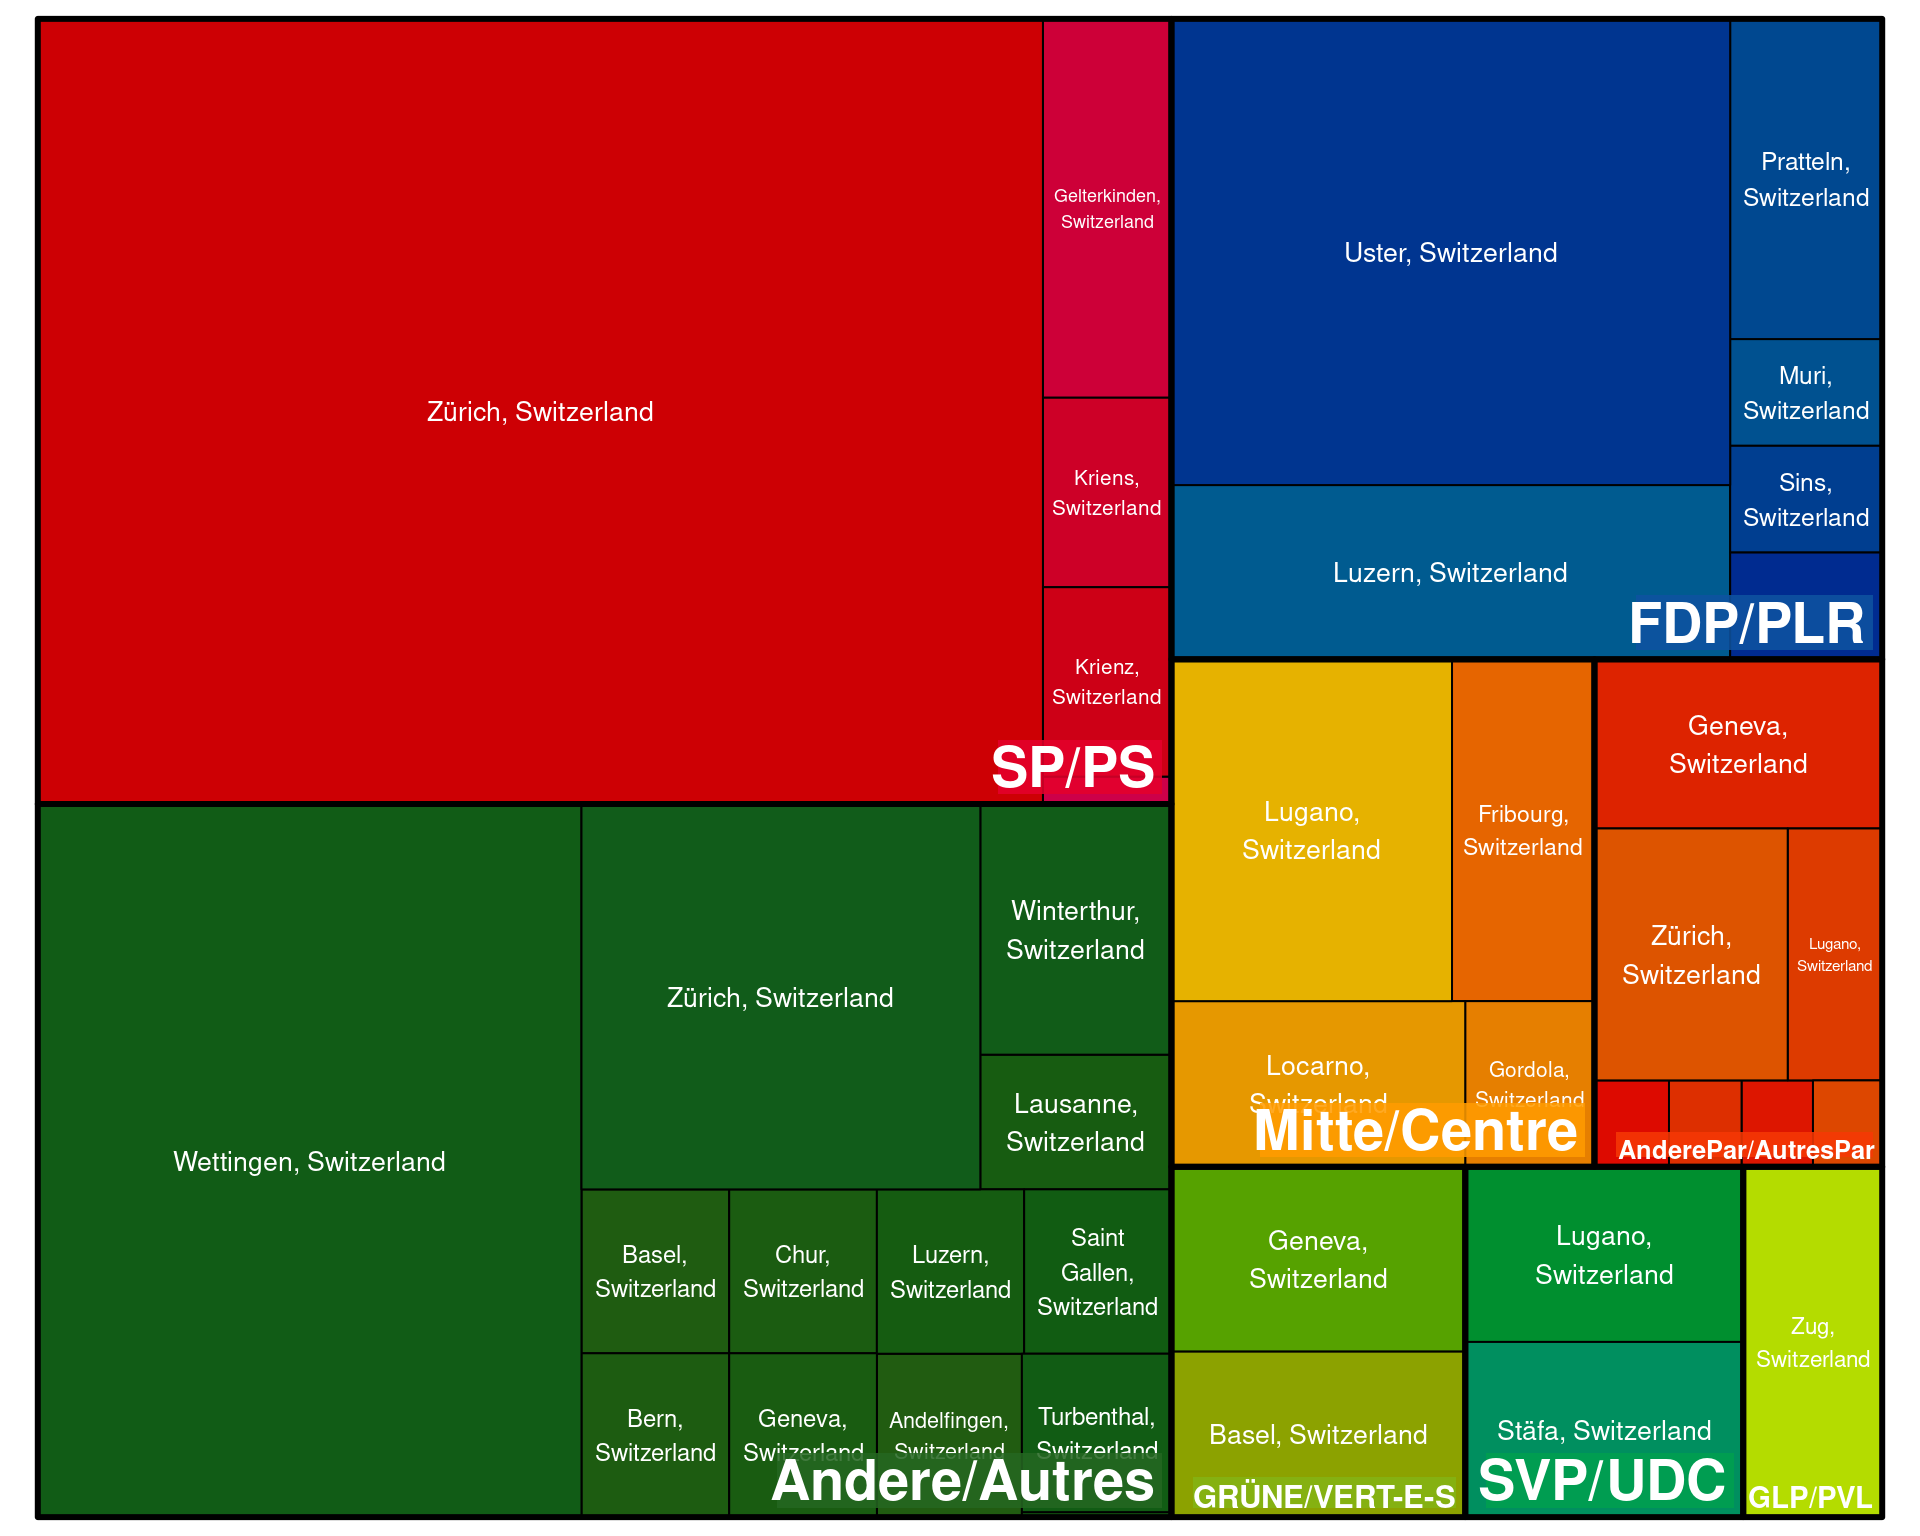 Zürich, Switzerland
Gelterkinden,
Switzerland
Kriens,
Switzerland
Krienz,
Switzerland
SP/PS
Uster, Switzerland
Pratteln,
Switzerland
Muri,
Switzerland
Sins,
Switzerland
Luzern, Switzerland
FDP/PLR
Wettingen, Switzerland
Zürich, Switzerland
Winterthur,
Switzerland
Lausanne,
Switzerland
Basel,
Switzerland
Chur,
Switzerland
Luzern,
Switzerland
Saint
Gallen,
Switzerland
Bern,
Switzerland
Geneva,
Switzerland
Andelfingen,
Switzerland
Turbenthal,
Switzerland
Andere/Autres
Lugano,
Switzerland
Fribourg,
Switzerland
Locarno,
Switzerland
Gordola,
Switzerland
Mitte/Centre
Geneva,
Switzerland
Zürich,
Switzerland
Lugano,
Switzerland
AnderePar/AutresPar
Geneva,
Switzerland
Basel, Switzerland
GRÜNE/VERT-E-S
Lugano,
Switzerland
Stäfa, Switzerland
SVP/UDC
Zug,
Switzerland
GLP/PVL